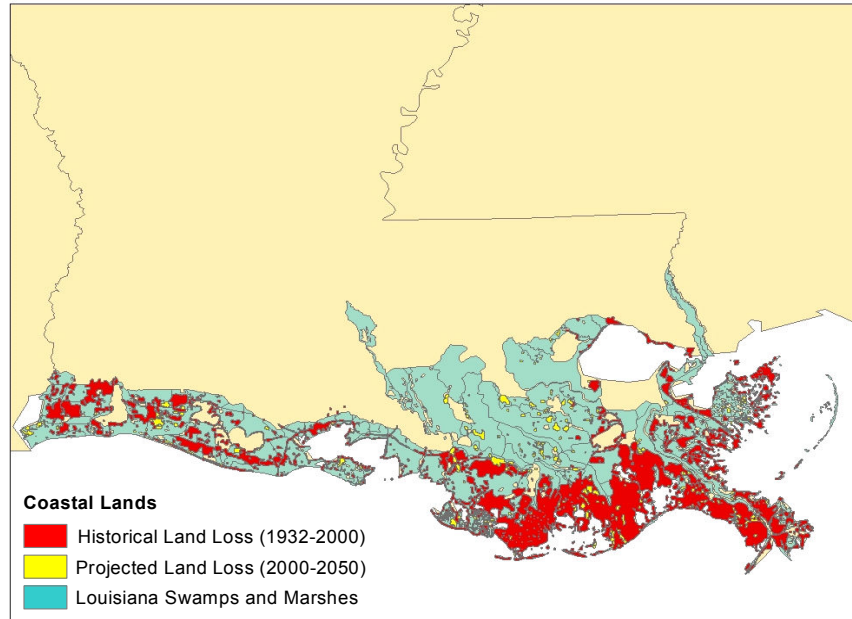 Coastal Lands
Historical Land Loss (1932-2000)
Projected Land Loss (2000-2050)
Louisiana Swamps and Marshes